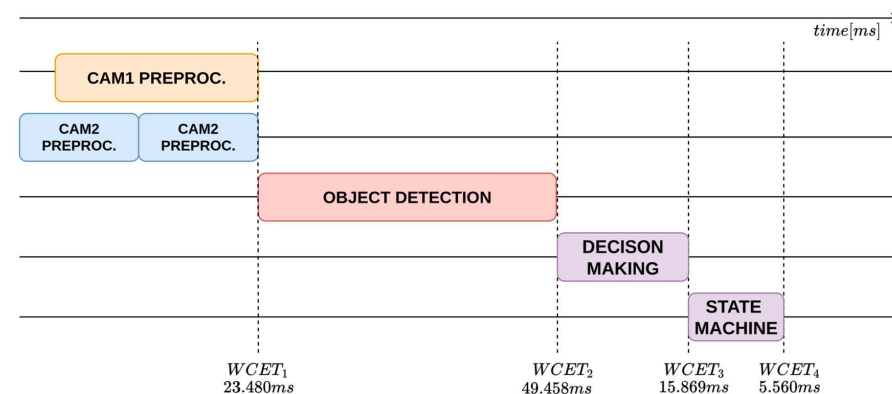 time[ms]
CAM1 PREPROC.
CAM2
PREPROC.
CAM2
PREPROC.
OBJECT DETECTION
DECISON
MAKING
STATE
MACHINE
WCET₁
23.480ms
WCET₂
49.458ms
WCET₃
15.869ms
WCET₄
5.560ms